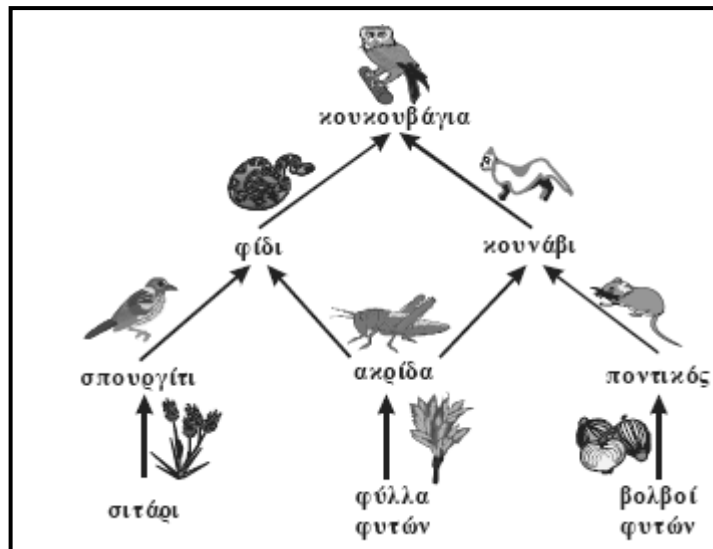 κουκουβάγια
φίδι
κουνάβι
σπουργίτι
ακρίδα
ποντικός
σιτάρι
φύλλα
φυτών
βολβοί
φυτών